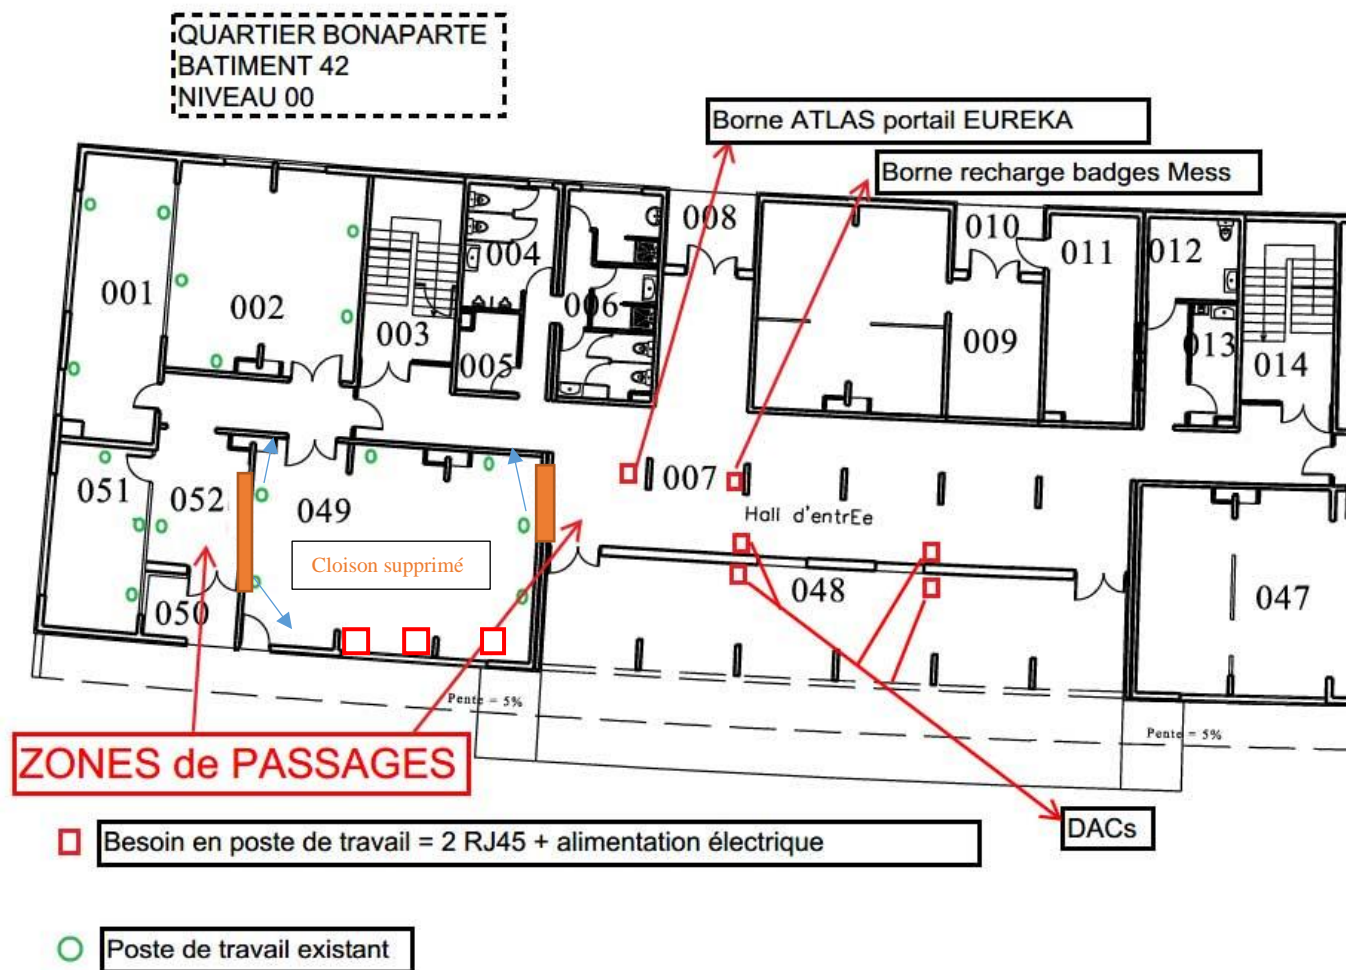 QUARTIER BONAPARTE
BATIMENT 42
NIVEAU 00
Borne ATLAS portail EUREKA
Borne recharge badges Mess
008
010
011
012
004
001
002
006
003
009
013
014
005
007
051
052
049
Hall d'entrEe
Cloison supprimé
048
047
050
Pente = 5%
Pente = 5%
ZONES de PASSAGES
DACs
Besoin en poste de travail = 2 RJ45 + alimentation électrique
Poste de travail existant